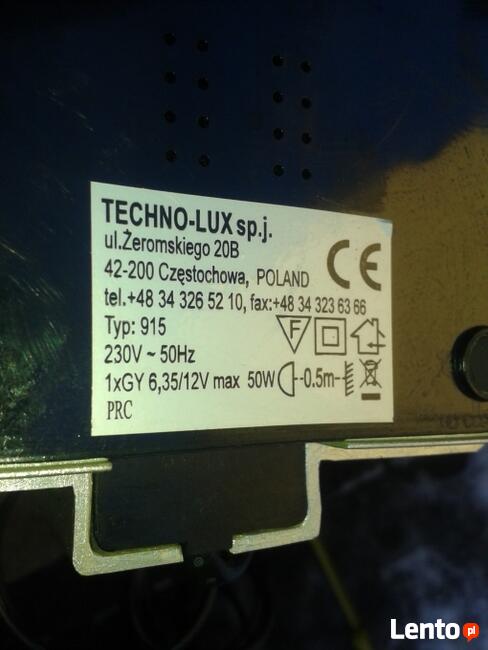 TECHNO-LUX sp.j.
ul.Żeromskiego 20B
42-200 Częstochowa, POLAND
CE
tel.+48 34 326 52 10, fax:+48 34 323 63 66
Typ: 915
F
230V ~ 50Hz
1xGY 6,35/12V max 50W --0.5m--
PRC
Lento.pl